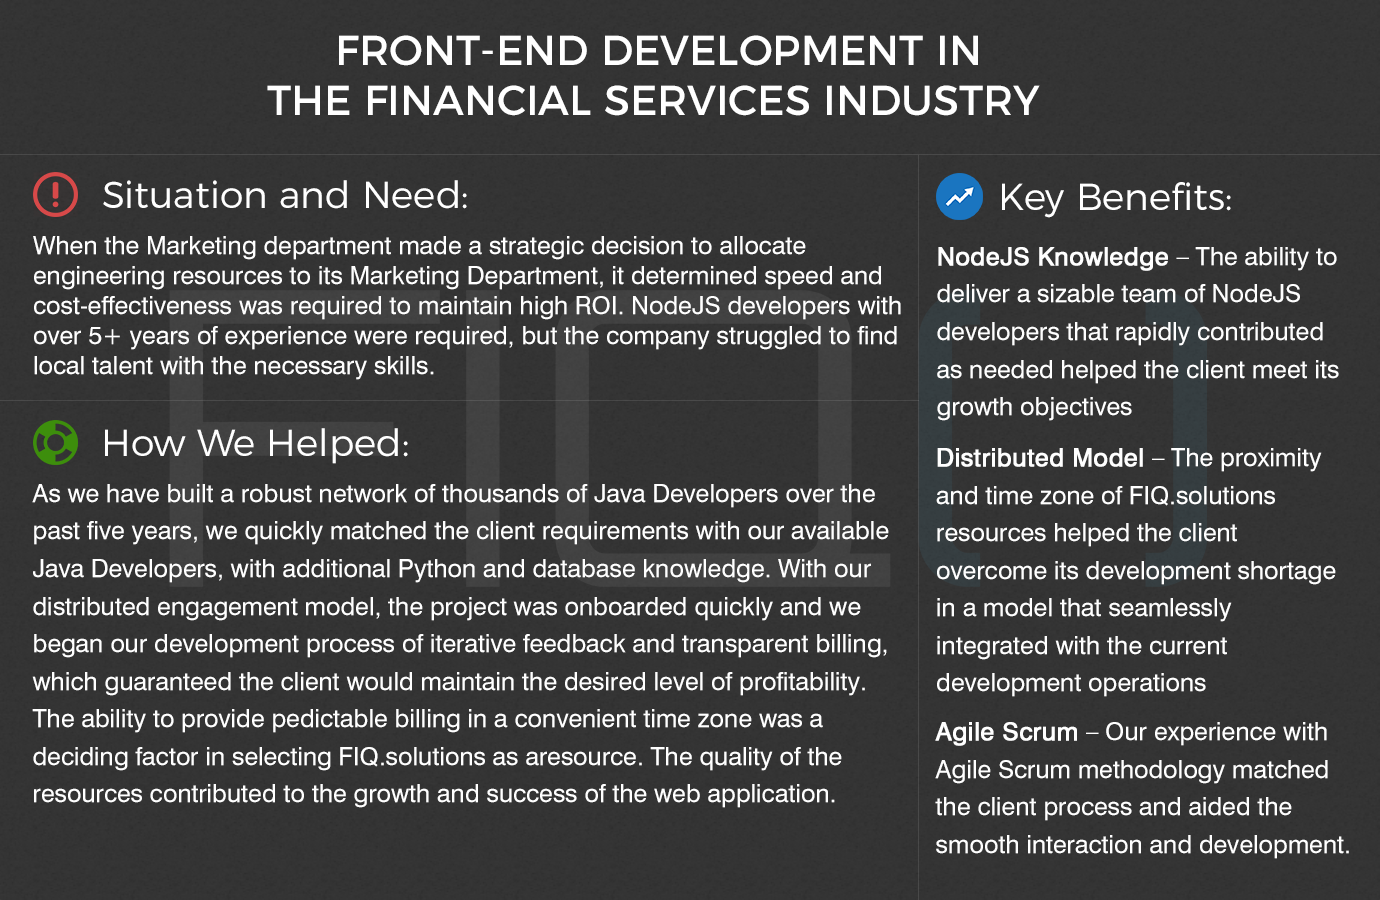 FRONT-END DEVELOPMENT IN
THE FINANCIAL SERVICES INDUSTRY
Situation and Need:
When the Marketing department made a strategic decision to allocate
engineering resources to its Marketing Department, it determined speed and
cost-effectiveness was required to maintain high ROI. NodeJS developers with
over 5+ years of experience were required, but the company struggled to find
local talent with the necessary skills.
How We Helped:
As we have built a robust network of thousands of Java Developers over the
past five years, we quickly matched the client requirements with our available
Java Developers, with additional Python and database knowledge. With our
distributed engagement model, the project was onboarded quickly and we
began our development process of iterative feedback and transparent billing,
which guaranteed the client would maintain the desired level of profitability.
The ability to provide pedictable billing in a convenient time zone was a
deciding factor in selecting FIQ.solutions as aresource. The quality of the
resources contributed to the growth and success of the web application.
Key Benefits:
NodeJS Knowledge – The ability to
deliver a sizable team of NodeJS
developers that rapidly contributed
as needed helped the client meet its
growth objectives
Distributed Model – The proximity
and time zone of FIQ.solutions
resources helped the client
overcome its development shortage
in a model that seamlessly
integrated with the current
development operations
Agile Scrum – Our experience with
Agile Scrum methodology matched
the client process and aided the
smooth interaction and development.
FIQ